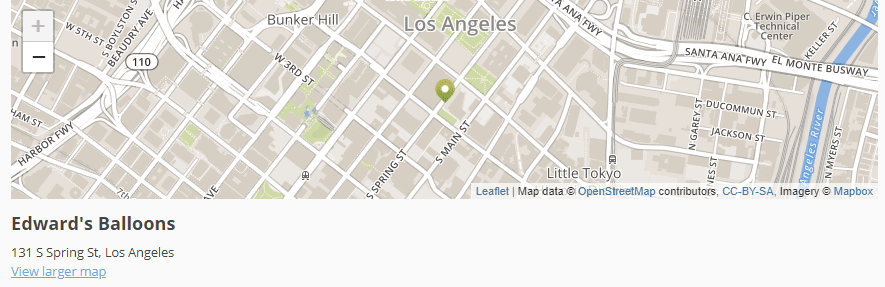 Bunker Hill
Los Angeles
SANTA ANA FWY
C. Erwin Piper
Technical
Center
KELLER ST
+
W 5TH ST
S BOYLSTON ST
BEAUDRY AVE
−
110
W 3RD ST
SANTA ANA FWY
EL MONTE BUSWAY
HAM ST
HARBOR FWY
N GAREY ST
DUCOMMUN ST
JACKSON ST
Angeles River
N MYERS ST
S SPRING ST
S MAIN ST
Little Tokyo
NES ST
7th
AVE
Leaflet | Map data © OpenStreetMap contributors, CC-BY-SA, Imagery © Mapbox
Edward's Balloons
131 S Spring St, Los Angeles
View larger map